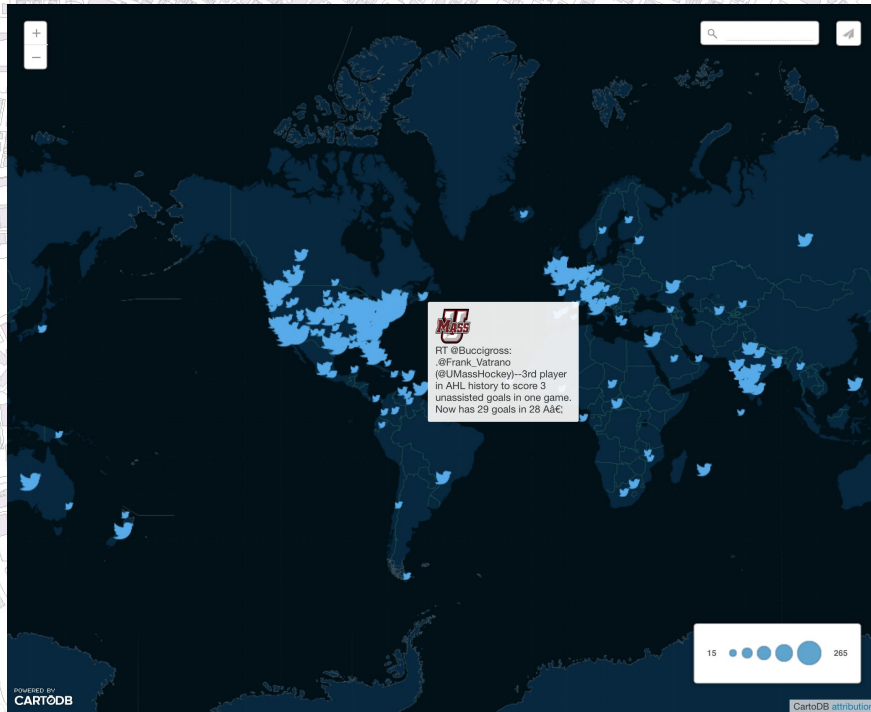 +
−
U
MASS
RT @Buccigross:
.@Frank_Vatrano
(@UMassHockey)--3rd player
in AHL history to score 3
unassisted goals in one game.
Now has 29 goals in 28 Aâ€¦
15
265
POWERED BY
CARTODB
CartoDB attribution